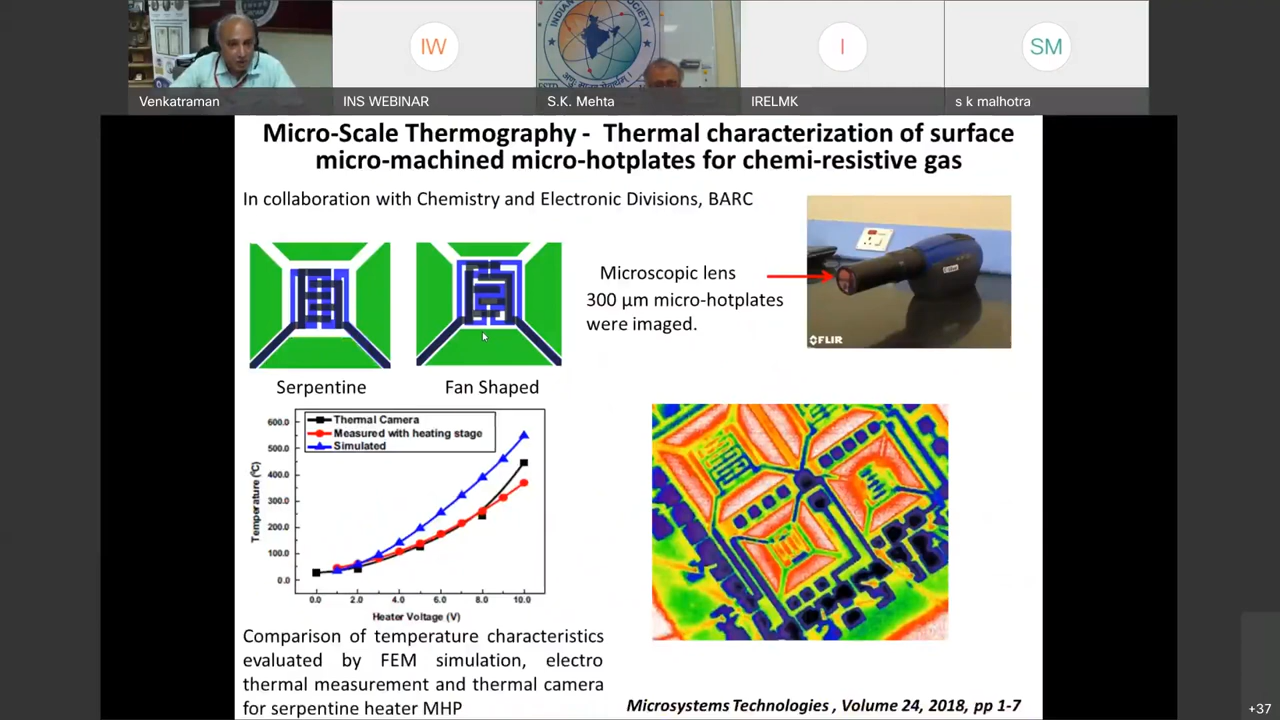 IW
I
SM
Venkatraman
INS WEBINAR
S.K. Mehta
IRELMK
s k malhotra
SOCIETY
Micro-Scale Thermography - Thermal characterization of surface
micro-machined micro-hotplates for chemi-resistive gas
In collaboration with Chemistry and Electronic Divisions, BARC
Microscopic lens
300 µm micro-hotplates
were imaged.
FLIR
Serpentine
Fan Shaped
Thermal Camera
Measured with heating stage
Simulated
600.0
500.0
400.0
300.0
200.0
100.0
0.0
Temperature (°C)
0.0 2.0 4.0 6.0 8.0 10.0
Heater Voltage (V)
Comparison of temperature characteristics
evaluated by FEM simulation, electro
thermal measurement and thermal camera
for serpentine heater MHP
Microsystems Technologies , Volume 24, 2018, pp 1-7
+37